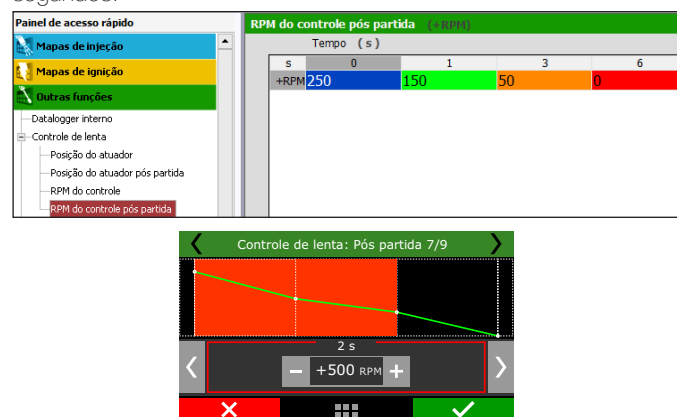 segundos.
Painel de acesso rápido
Mapas de injeção
Mapas de ignição
Outras funções
Datalogger interno
Controle de lenta
Posição do atuador
Posição do atuador pós partida
RPM do controle
RPM do controle pós partida
RPM do controle pós partida (+RPM)
Tempo (s)
s 0 1 3 6
+RPM 250 150 50 0
Controle de lenta: Pós partida 7/9
2 s
− +500 RPM +